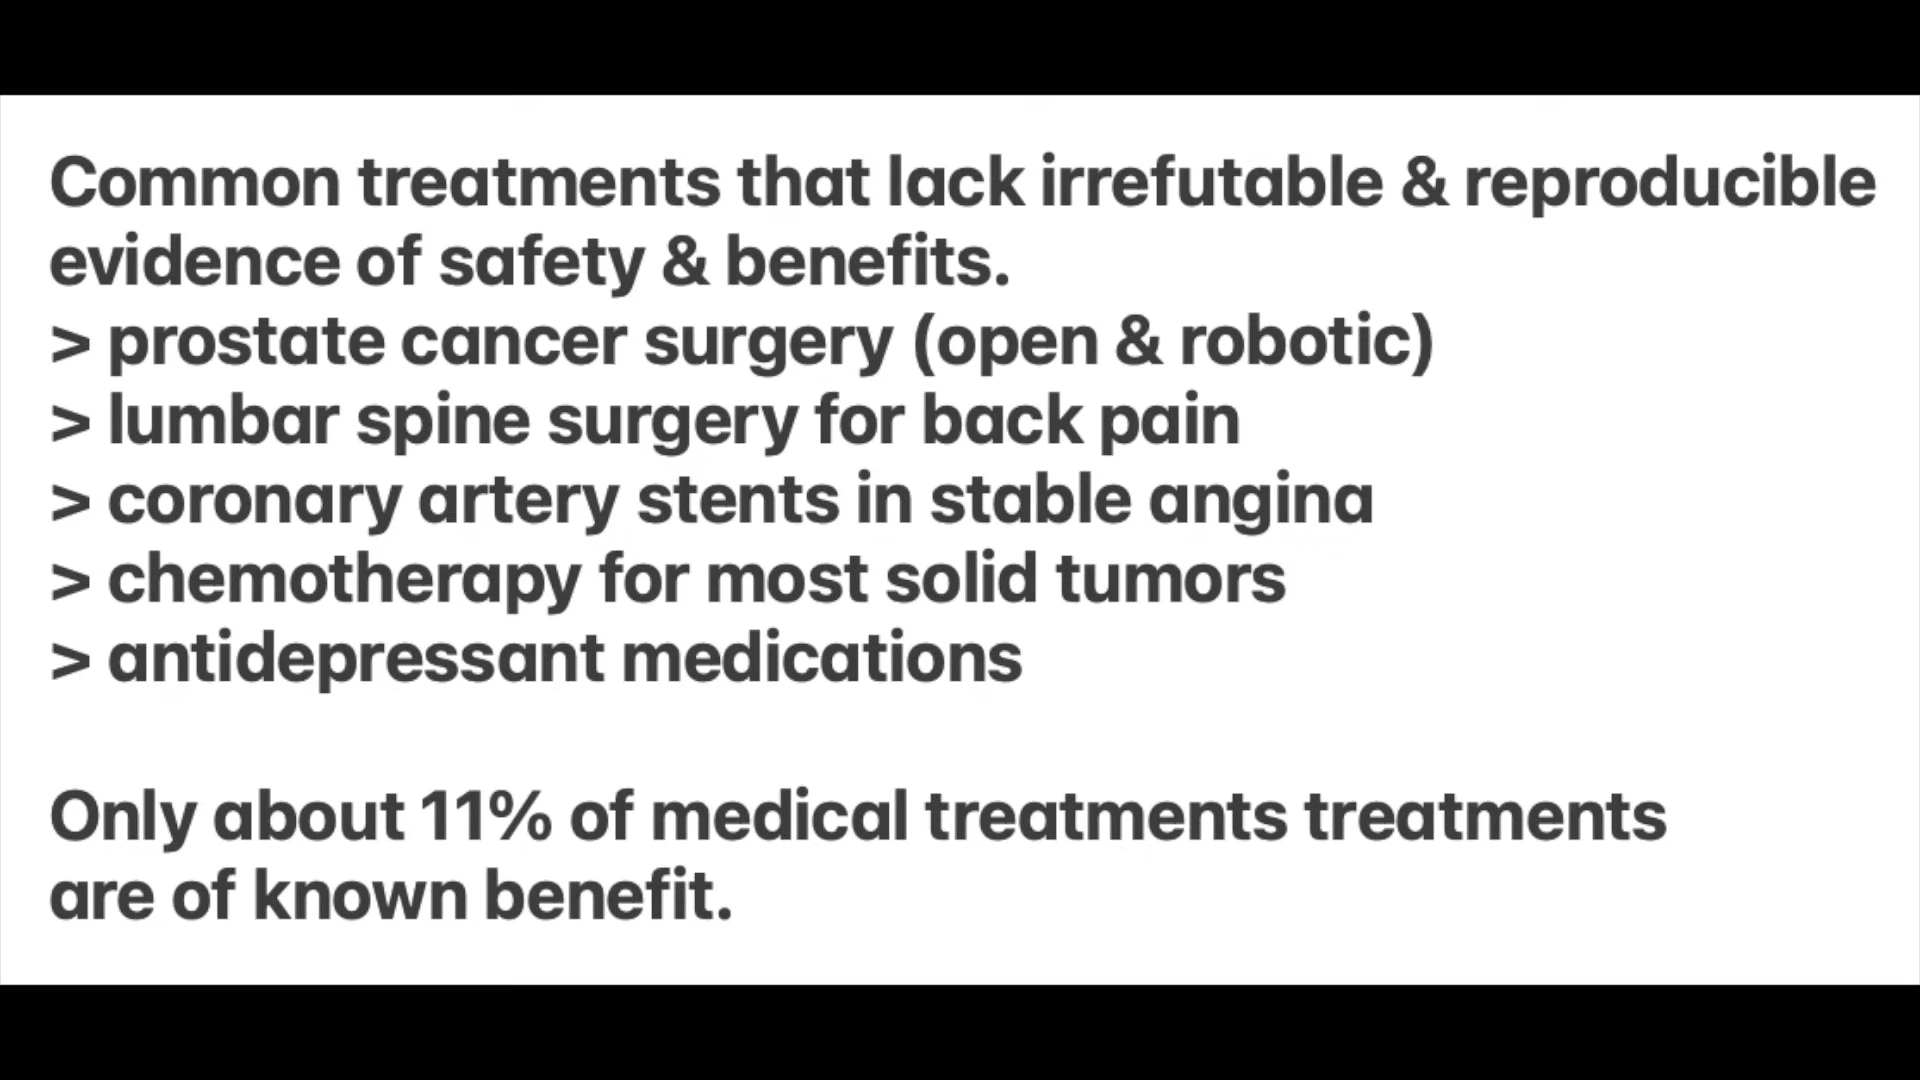 Common treatments that lack irrefutable & reproducible
evidence of safety & benefits.
> prostate cancer surgery (open & robotic)
> lumbar spine surgery for back pain
> coronary artery stents in stable angina
> chemotherapy for most solid tumors
> antidepressant medications
Only about 11% of medical treatments treatments
are of known benefit.